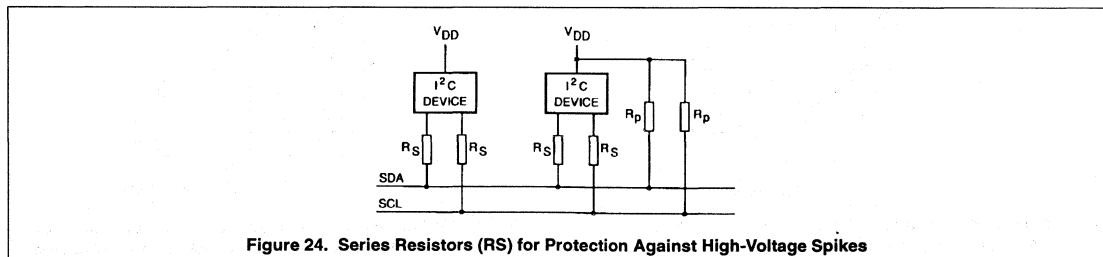 VDD VDD
I2C DEVICE
I2C DEVICE
Rp Rp
RS RS RS RS
SDA
SCL
Figure 24. Series Resistors (RS) for Protection Against High-Voltage Spikes